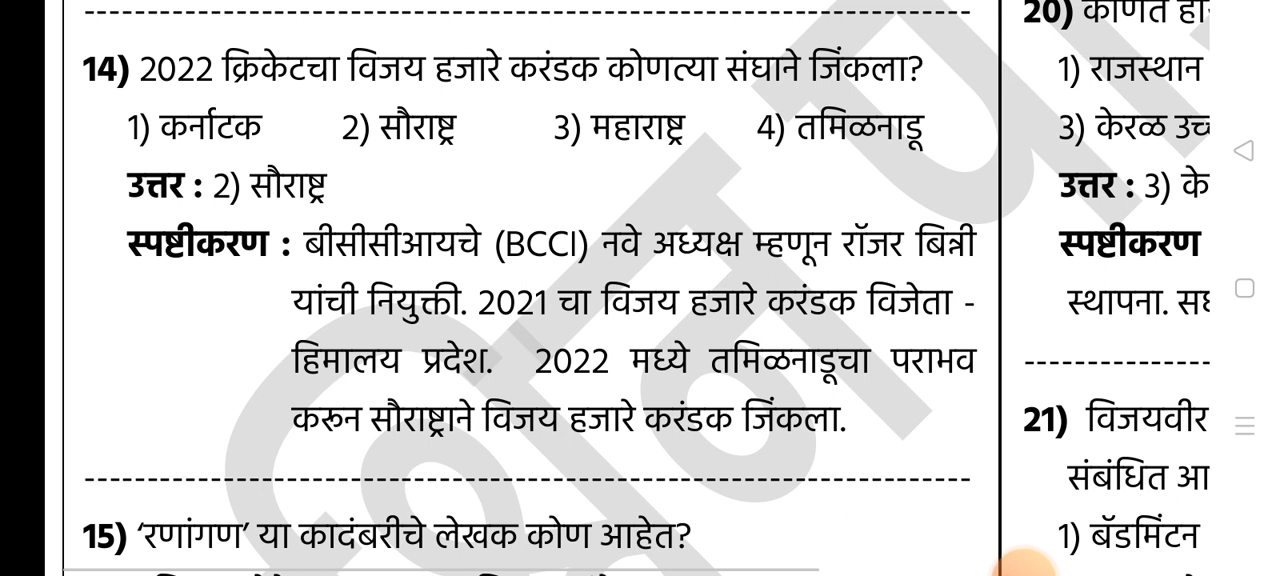 14) 2022 क्रिकेटचा विजय हजारे करंडक कोणत्या संघाने जिंकला?
1) कर्नाटक 2) सौराष्ट्र 3) महाराष्ट्र 4) तमिळनाडू
उत्तर : 2) सौराष्ट्र
स्पष्टीकरण : बीसीसीआयचे (BCCI) नवे अध्यक्ष म्हणून रॉजर बिन्नी
यांची नियुक्ती. 2021 चा विजय हजारे करंडक विजेता -
हिमालय प्रदेश. 2022 मध्ये तमिळनाडूचा पराभव
करून सौराष्ट्राने विजय हजारे करंडक जिंकला.
15) ‘रणांगण’ या कादंबरीचे लेखक कोण आहेत?
20) कोणते
1) राजस्थान
3) केरळ
उत्तर : 3)
स्पष्टीकरण
स्थापना.
21) विजयवीर
संबंधित
1) बॅडमिंटन